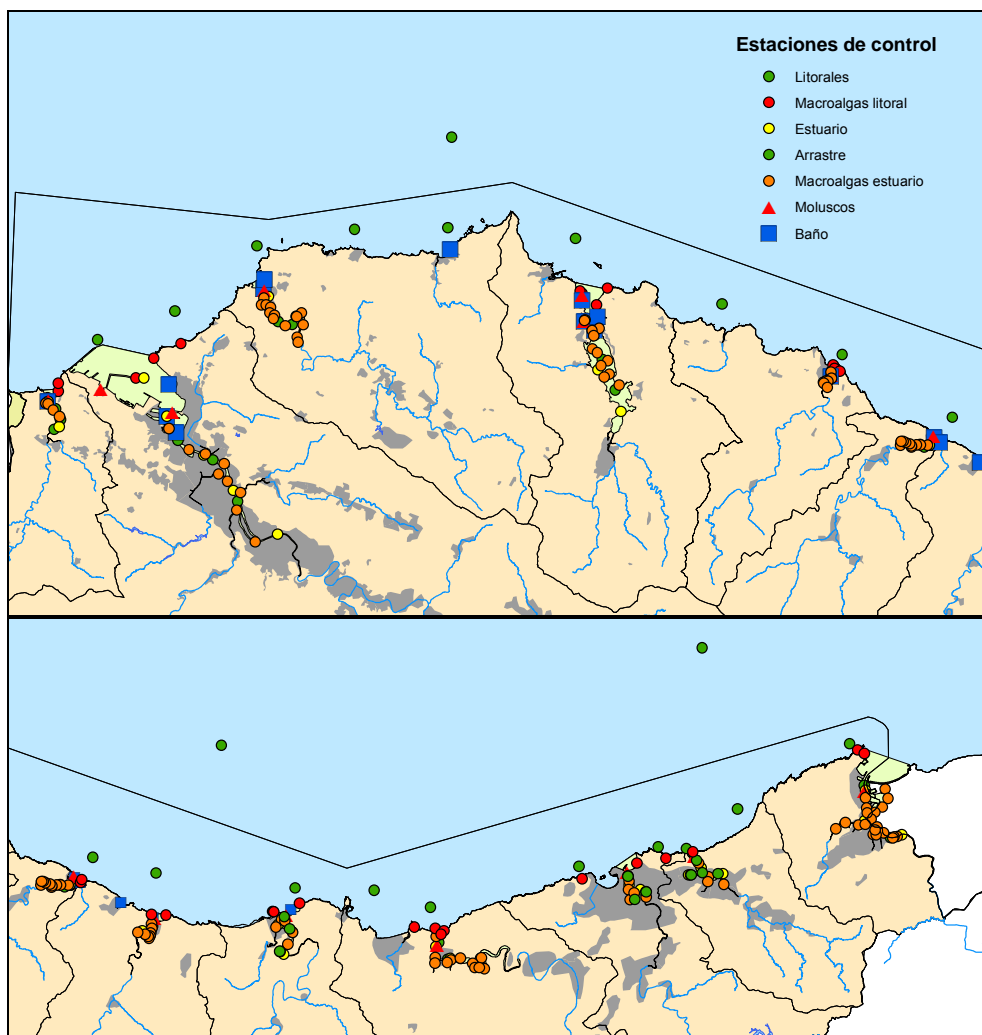 Estaciones de control
Litorales
Macroalgas litoral
Estuario
Arrastre
Macroalgas estuario
Moluscos
Baño